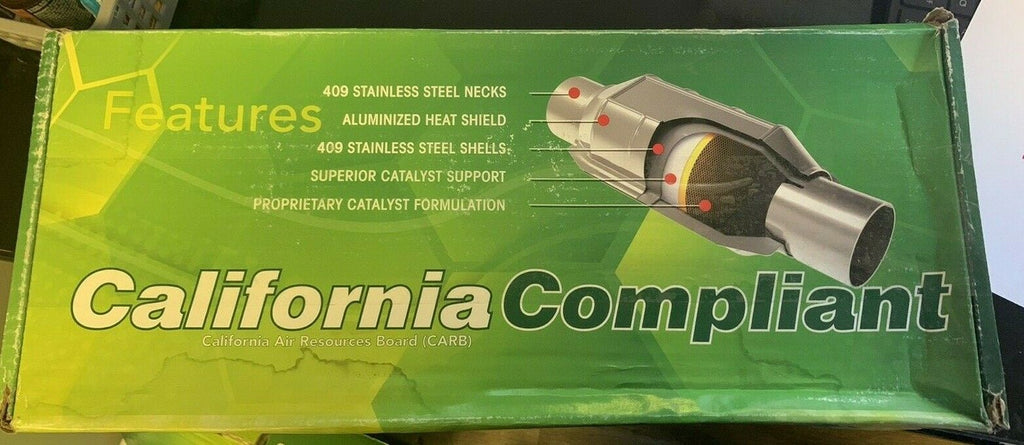 Features
409 STAINLESS STEEL NECKS
ALUMINIZED HEAT SHIELD
409 STAINLESS STEEL SHELLS
SUPERIOR CATALYST SUPPORT
PROPRIETARY CATALYST FORMULATION
California Compliant
California Air Resources Board (CARB)